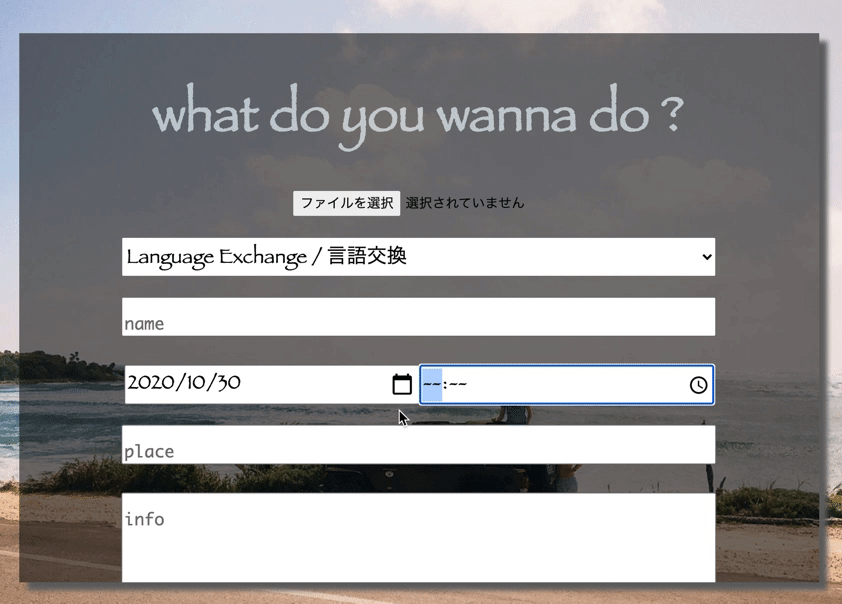 what do you wanna do ?
ファイルを選択 選択されていません
Language Exchange / 言語交換
name
2020/10/30 --:--
place
info